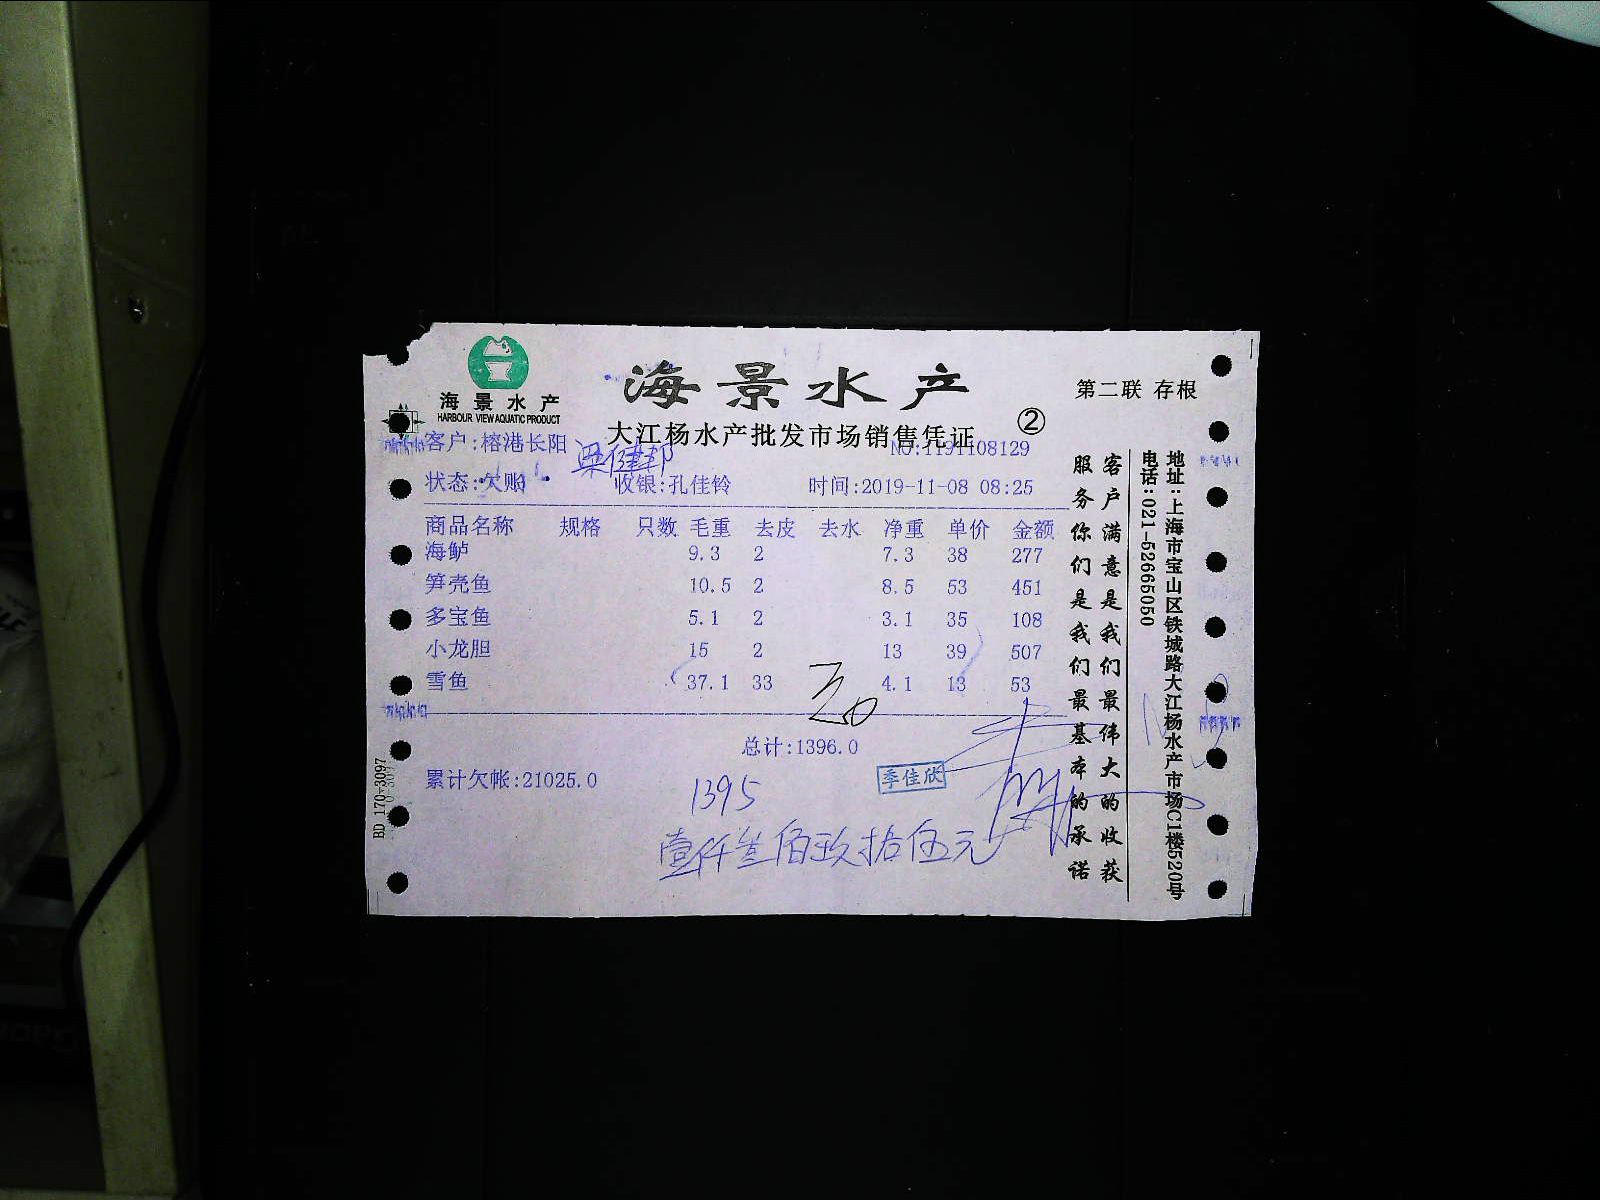 海景水产
HARBOUR VIEW AQUATIC PRODUCT
海景水产
第二联 存根
大江杨水产批发市场销售凭证
②
客户:榕港长阳
梁健邦
NO:1191108129
状态:欠账 收银:孔佳铃 时间:2019-11-08 08:25
商品名称 规格 只数 毛重 去皮 去水 净重 单价 金额
海鲈 9.3 2 7.3 38 277
笋壳鱼 10.5 2 8.5 53 451
多宝鱼 5.1 2 3.1 35 108
小龙胆 15 2 13 39 507
雪鱼 37.1 33 4.1 13 53
总计:1396.0
累计欠帐:21025.0
1395
季佳欣
壹仟叁佰玖拾伍元
客户满意是我们最伟大的收获
服务你们是我们最基本的承诺
地址:上海市宝山区铁城路大江杨水产市场C1楼520号
电话:021-52665050
BD 170-3097